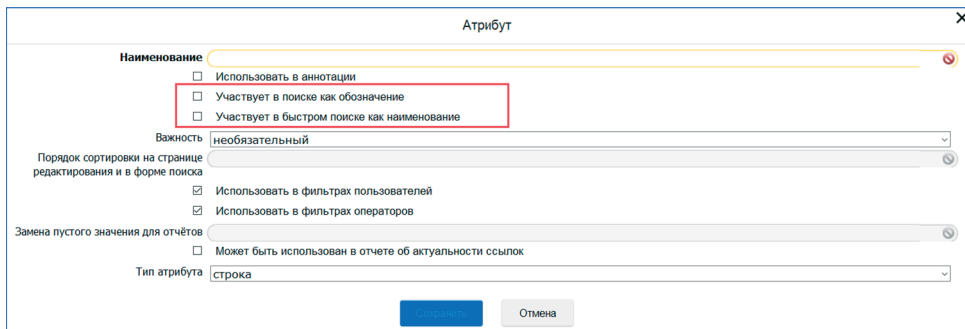 Атрибут
Наименование
Использовать в аннотации
Участвует в поиске как обозначение
Участвует в быстром поиске как наименование
Важность необязательный
Порядок сортировки на странице
редактирования и в форме поиска
Использовать в фильтрах пользователей
Использовать в фильтрах операторов
Замена пустого значения для отчётов
Может быть использован в отчете об актуальности ссылок
Тип атрибута строка
Сохранить Отмена